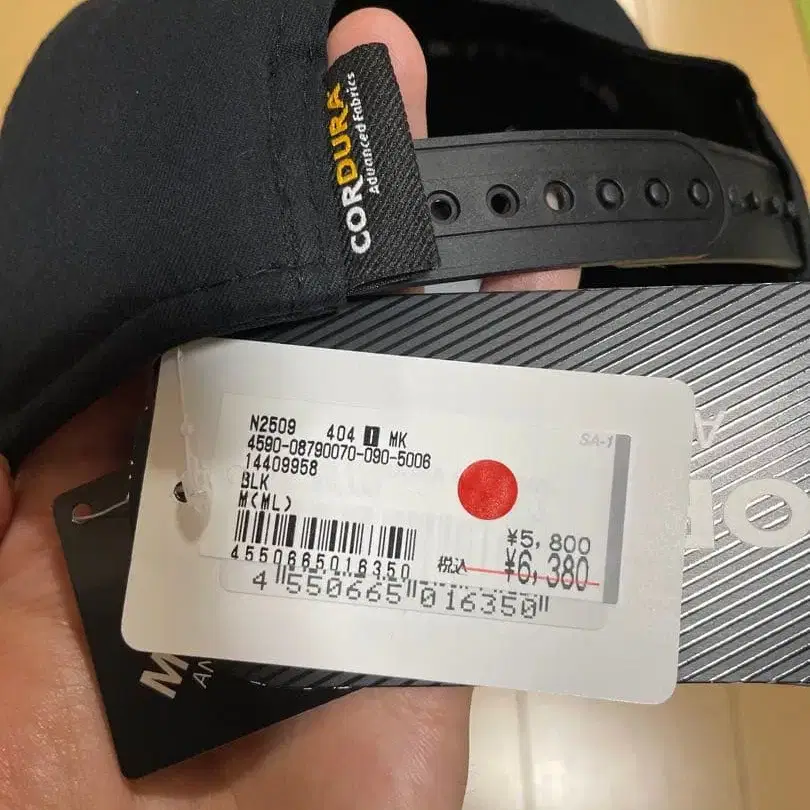 CORDURA
Advanced Fabrics
N2509 404 T MK
4590-08790070-090-5006
14409958
BLK
M(ML)
SA-1
¥5,800
税込 ¥6,380
4550665016350
4"550665"016350"